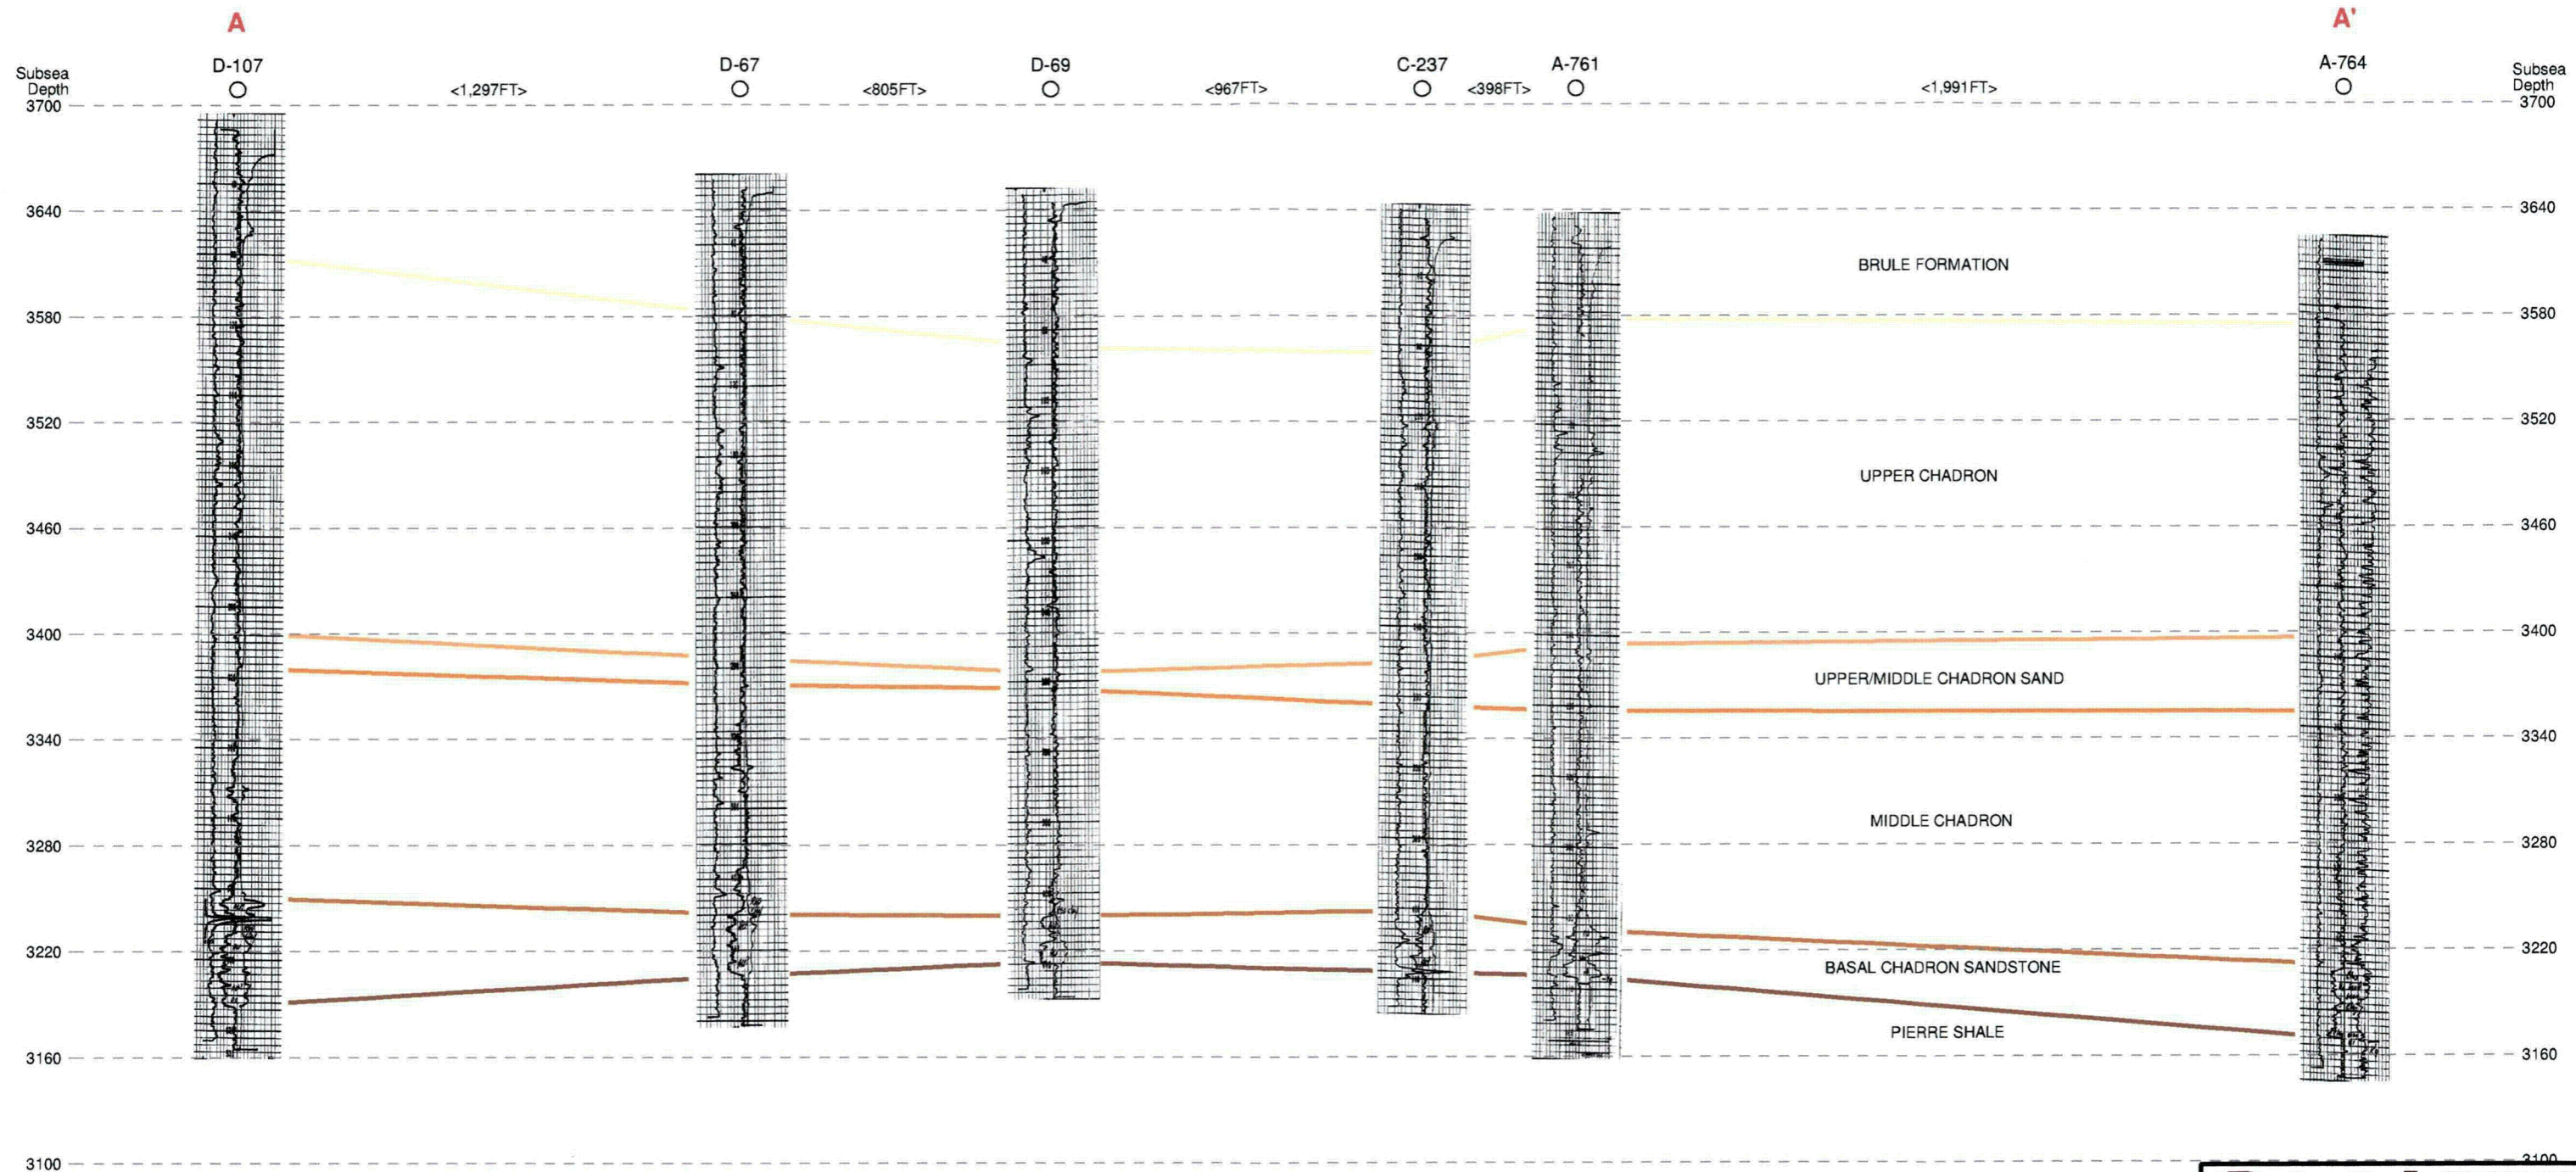 A A'
D-107 D-67 D-69 C-237 A-761 A-764
Subsea Depth Subsea Depth
<1,297FT> <805FT> <967FT> <398FT> <1,991FT>
3700 3700
3640 3640
BRULE FORMATION
3580 3580
3520 3520
UPPER CHADRON
3460 3460
3400 3400
UPPER/MIDDLE CHADRON SAND
3340 3340
MIDDLE CHADRON
3280 3280
3220 3220
BASAL CHADRON SANDSTONE
PIERRE SHALE
3160 3160
3100 3100